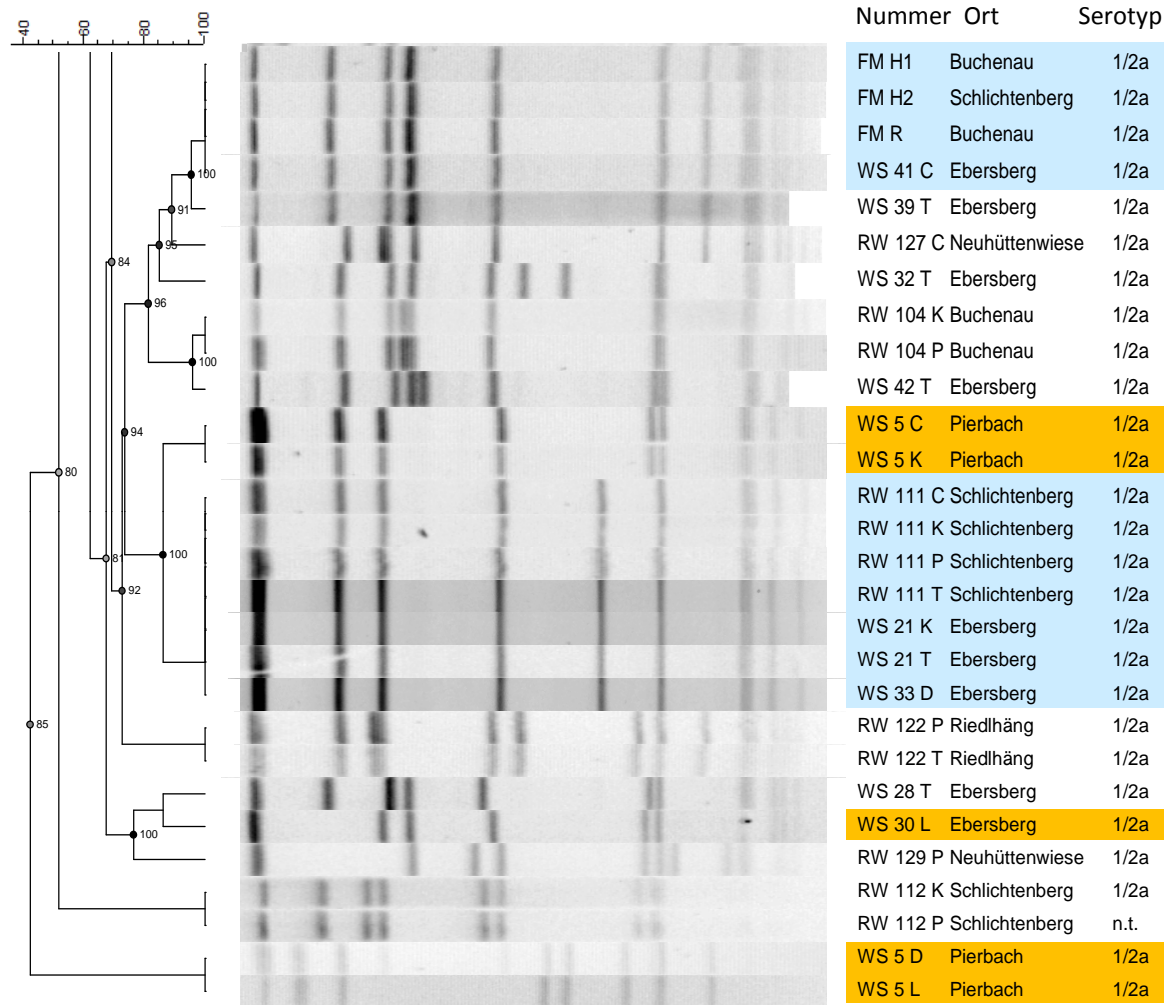 Nummer Ort Serotyp
40 60 80 100
FM H1 Buchenau 1/2a
FM H2 Schlichtenberg 1/2a
FM R Buchenau 1/2a
100 WS 41 C Ebersberg 1/2a
91 WS 39 T Ebersberg 1/2a
95 RW 127 C Neuhüttenwiese 1/2a
84 WS 32 T Ebersberg 1/2a
96 RW 104 K Buchenau 1/2a
100 RW 104 P Buchenau 1/2a
WS 42 T Ebersberg 1/2a
94 WS 5 C Pierbach 1/2a
80 WS 5 K Pierbach 1/2a
RW 111 C Schlichtenberg 1/2a
RW 111 K Schlichtenberg 1/2a
81 100 RW 111 P Schlichtenberg 1/2a
92 RW 111 T Schlichtenberg 1/2a
WS 21 K Ebersberg 1/2a
WS 21 T Ebersberg 1/2a
WS 33 D Ebersberg 1/2a
85 RW 122 P Riedlhäng 1/2a
RW 122 T Riedlhäng 1/2a
WS 28 T Ebersberg 1/2a
100 WS 30 L Ebersberg 1/2a
RW 129 P Neuhüttenwiese 1/2a
RW 112 K Schlichtenberg 1/2a
RW 112 P Schlichtenberg n.t.
WS 5 D Pierbach 1/2a
WS 5 L Pierbach 1/2a